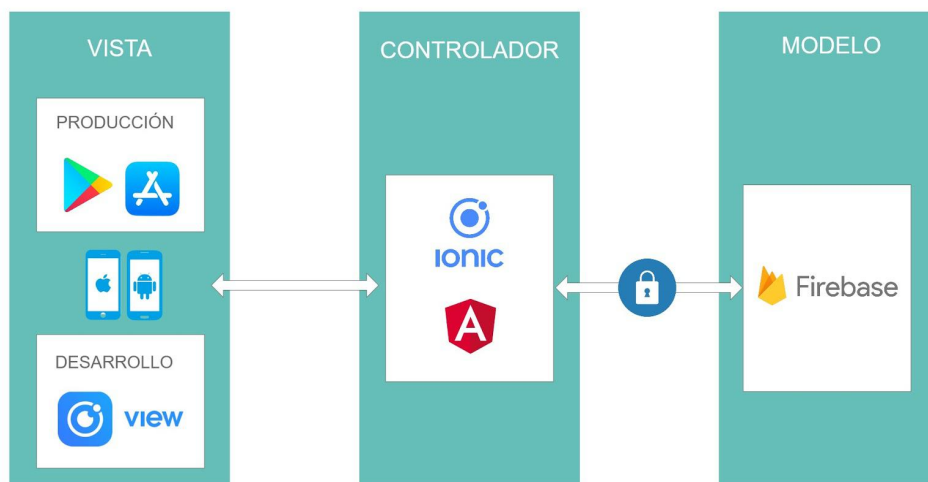 VISTA
PRODUCCIÓN
DESARROLLO
VIEW
CONTROLADOR
IONIC
A
MODELO
Firebase